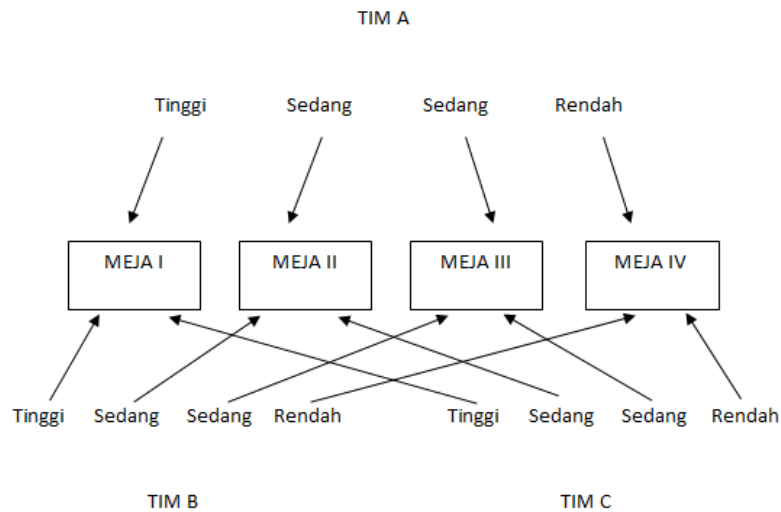 TIM A
Tinggi Sedang Sedang Rendah
MEJA I MEJA II MEJA III MEJA IV
Tinggi Sedang Sedang Rendah Tinggi Sedang Sedang Rendah
TIM B TIM C